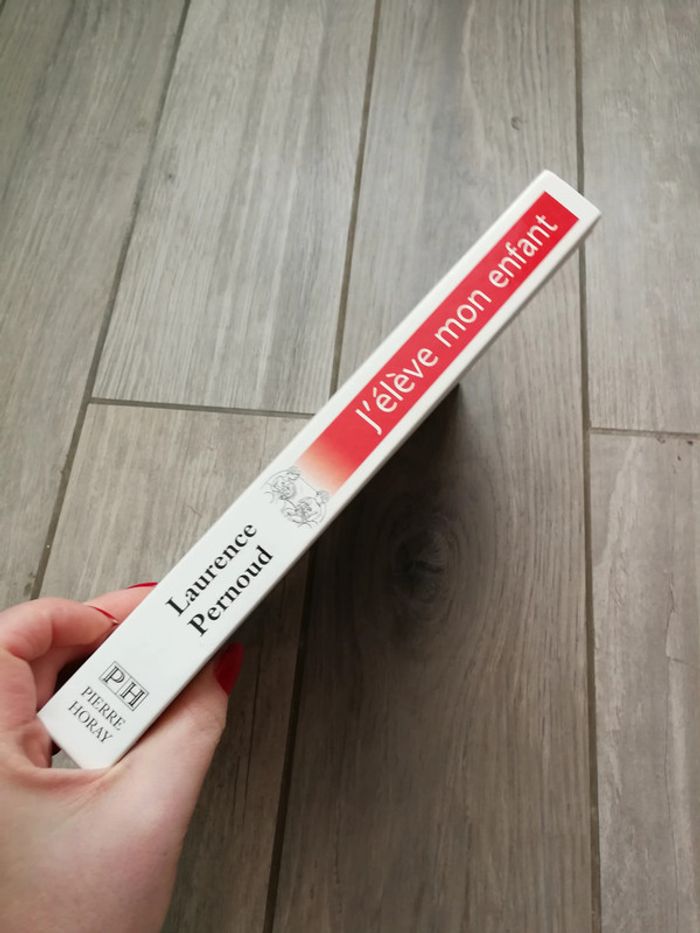 J'élève mon enfant
Laurence
Pernoud
PH
PIERRE
HORAY